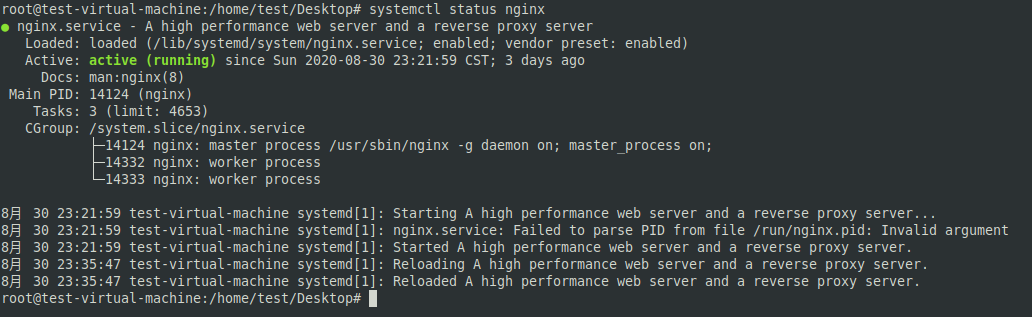 root@test-virtual-machine:/home/test/Desktop# systemctl status nginx
● nginx.service - A high performance web server and a reverse proxy server
   Loaded: loaded (/lib/systemd/system/nginx.service; enabled; vendor preset: enabled)
   Active: active (running) since Sun 2020-08-30 23:21:59 CST; 3 days ago
     Docs: man:nginx(8)
 Main PID: 14124 (nginx)
    Tasks: 3 (limit: 4653)
   CGroup: /system.slice/nginx.service
           ├─14124 nginx: master process /usr/sbin/nginx -g daemon on; master_process on;
           ├─14332 nginx: worker process
           └─14333 nginx: worker process

8月 30 23:21:59 test-virtual-machine systemd[1]: Starting A high performance web server and a reverse proxy server...
8月 30 23:21:59 test-virtual-machine systemd[1]: nginx.service: Failed to parse PID from file /run/nginx.pid: Invalid argument
8月 30 23:21:59 test-virtual-machine systemd[1]: Started A high performance web server and a reverse proxy server.
8月 30 23:35:47 test-virtual-machine systemd[1]: Reloading A high performance web server and a reverse proxy server.
8月 30 23:35:47 test-virtual-machine systemd[1]: Reloaded A high performance web server and a reverse proxy server.
root@test-virtual-machine:/home/test/Desktop#